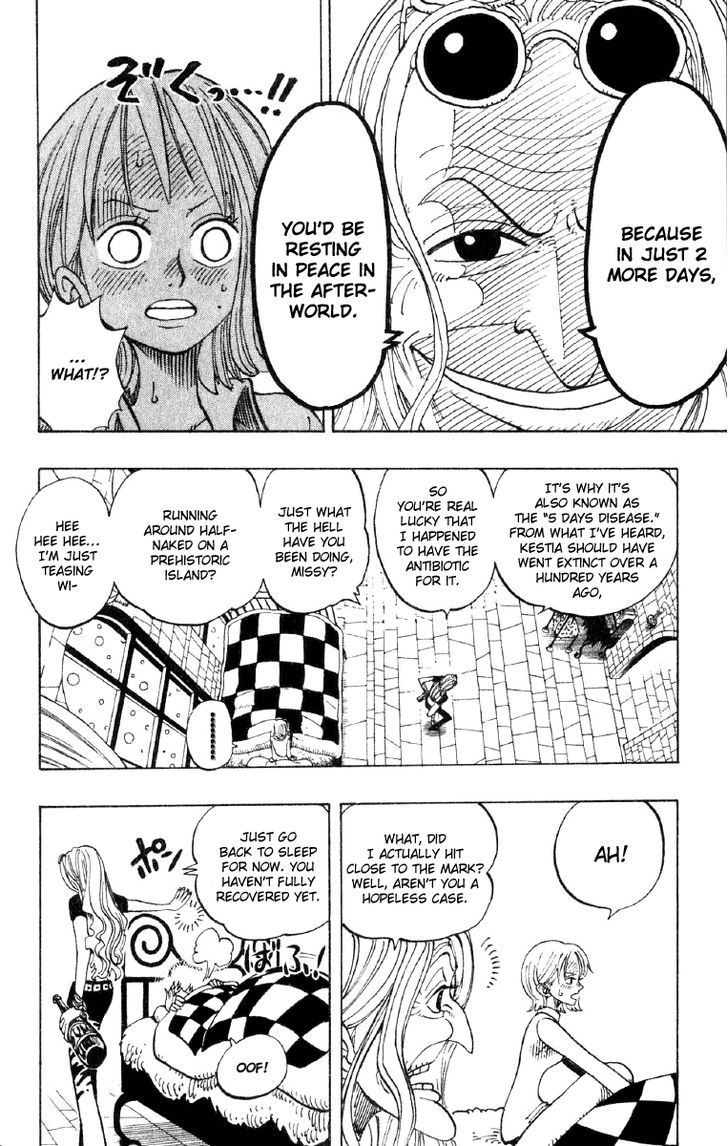 BECAUSE
IN JUST 2
MORE DAYS,
YOU'D BE
RESTING
IN PEACE IN
THE AFTER-
WORLD.
ぞくっ…!!
...
WHAT!?
IT'S WHY IT'S
ALSO KNOWN AS
THE "5 DAYS DISEASE."
FROM WHAT I'VE HEARD,
KESTIA SHOULD HAVE
WENT EXTINCT OVER A
HUNDRED YEARS
AGO,
SO
YOU'RE REAL
LUCKY THAT I
HAPPENED
TO HAVE THE
ANTIBIOTIC
FOR IT.
JUST WHAT
THE HELL
HAVE YOU
BEEN DOING,
MISSY?
RUNNING
AROUND HALF-
NAKED ON A
PREHISTORIC
ISLAND?
HEE
HEE HEE...
I'M JUST
TEASING
WI-
.........
AH!
WHAT, DID
I ACTUALLY HIT
CLOSE TO THE MARK?
WELL, AREN'T YOU A
HOPELESS CASE.
JUST GO
BACK TO SLEEP
FOR NOW. YOU
HAVEN'T FULLY
RECOVERED YET.
ポン
ばふっ!
OOF!